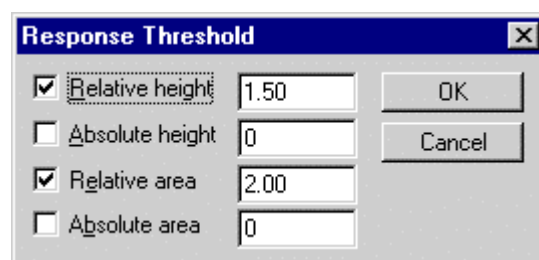 Response Threshold
Relative height 1.50 OK
Absolute height 0 Cancel
Relative area 2.00
Absolute area 0